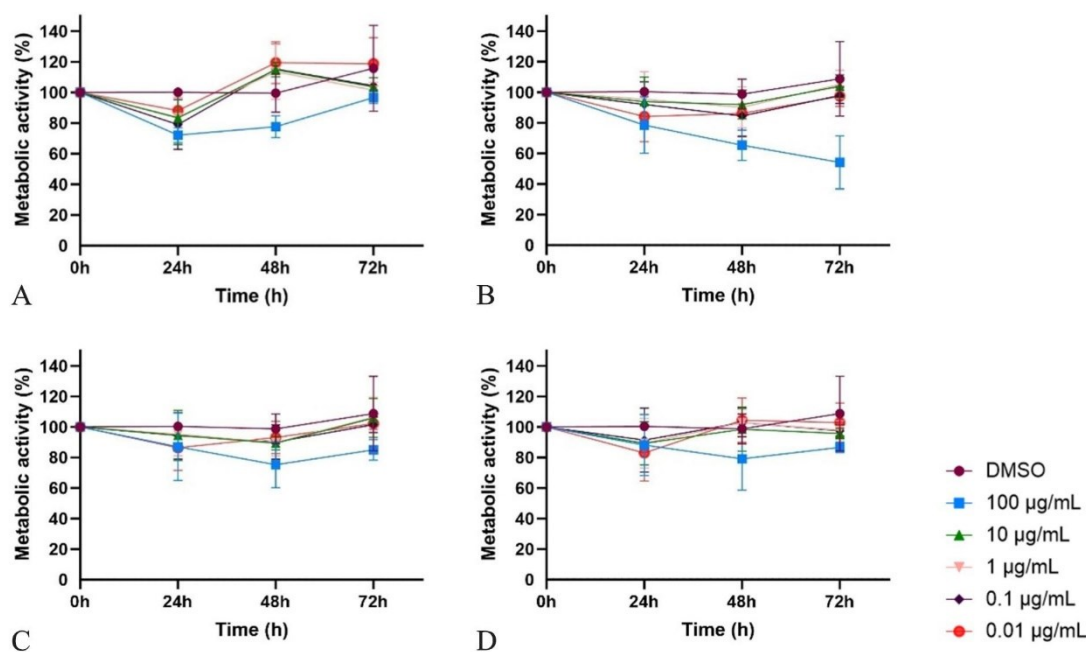 Metabolic activity (%)
140
120
100
80
60
40
20
0
0h 24h 48h 72h
Time (h)
A
Metabolic activity (%)
140
120
100
80
60
40
20
0
0h 24h 48h 72h
Time (h)
B
Metabolic activity (%)
140
120
100
80
60
40
20
0
0h 24h 48h 72h
Time (h)
C
Metabolic activity (%)
140
120
100
80
60
40
20
0
0h 24h 48h 72h
Time (h)
D
DMSO
100 µg/mL
10 µg/mL
1 µg/mL
0.1 µg/mL
0.01 µg/mL